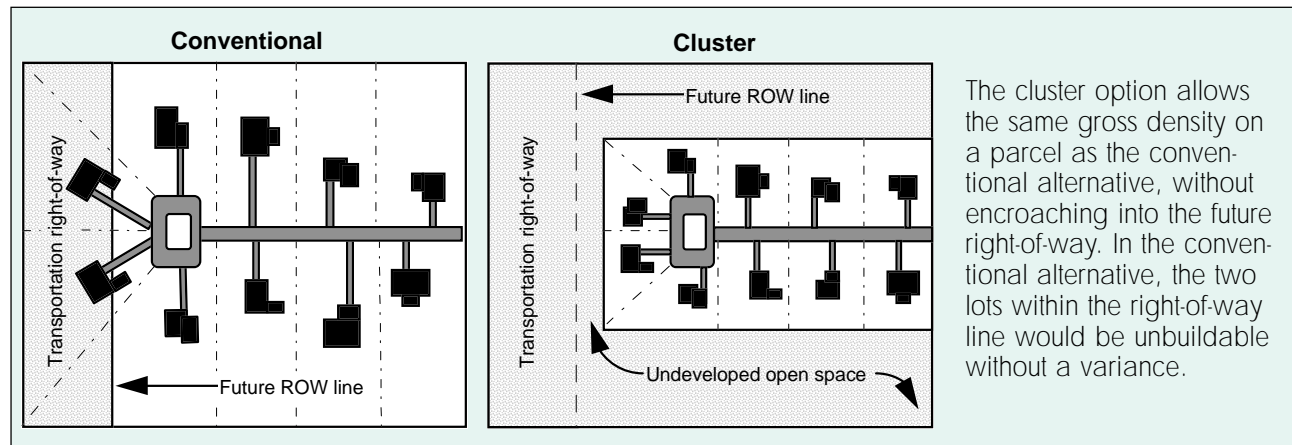 Conventional
Transportation right-of-way
Future ROW line
Cluster
Transportation right-of-way
Future ROW line
Undeveloped open space
The cluster option allows
the same gross density on
a parcel as the conven-
tional alternative, without
encroaching into the future
right-of-way. In the conven-
tional alternative, the two
lots within the right-of-way
line would be unbuildable
without a variance.